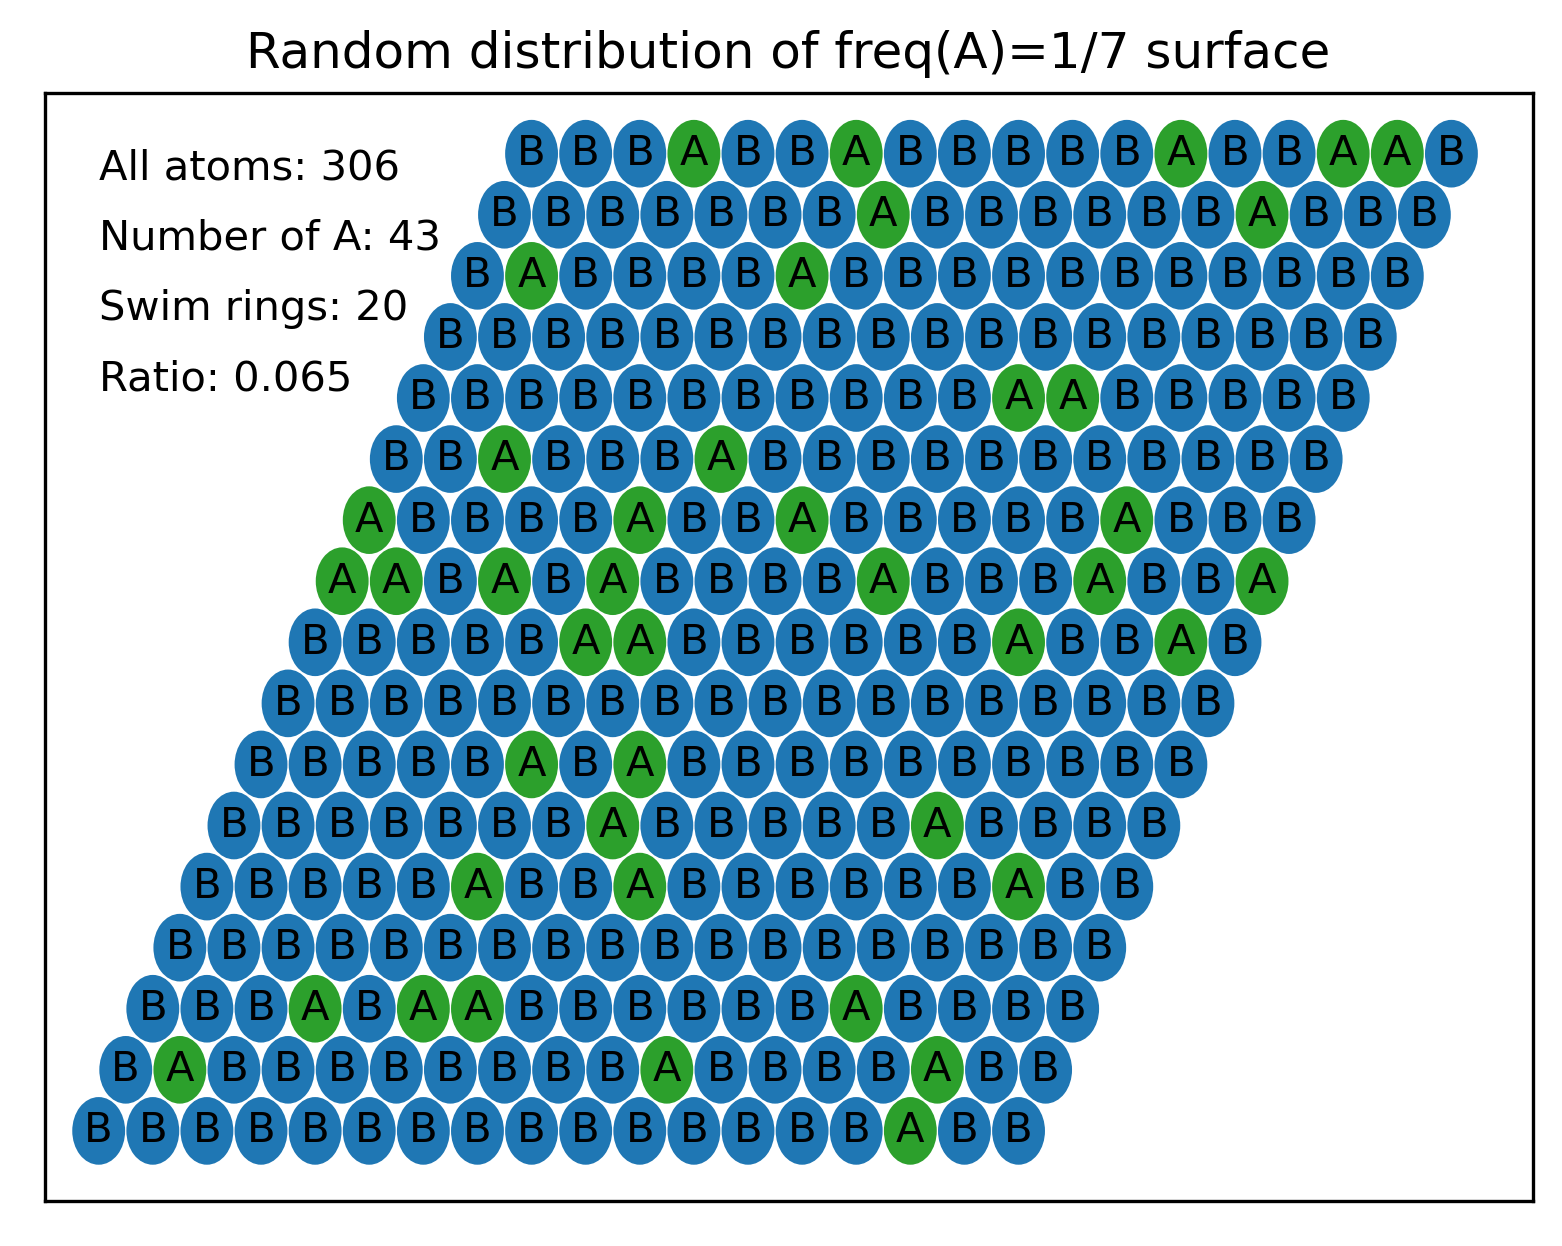 Random distribution of freq(A)=1/7 surface
All atoms: 306
Number of A: 43
Swim rings: 20
Ratio: 0.065
B B B A B B A B B B B B A B B A A B
B B B B B B B A B B B B B B A B B B
B A B B B B A B B B B B B B B B B B
B B B B B B B B B B B B B B B B B B
B B B B B B B B B B B A A B B B B B
B B A B B B A B B B B B B B B B B B
A B B B B A B B A B B B B B A B B B
A A B A B A B B B B A B B B A B B A
B B B B B A A B B B B B B A B B A B
B B B B B B B B B B B B B B B B B B
B B B B B A B A B B B B B B B B B B
B B B B B B B A B B B B B A B B B B
B B B B B A B B A B B B B B B A B B
B B B B B B B B B B B B B B B B B B
B B B A B A A B B B B B B A B B B B
B A B B B B B B B B A B B B B A B B
B B B B B B B B B B B B B B B A B B